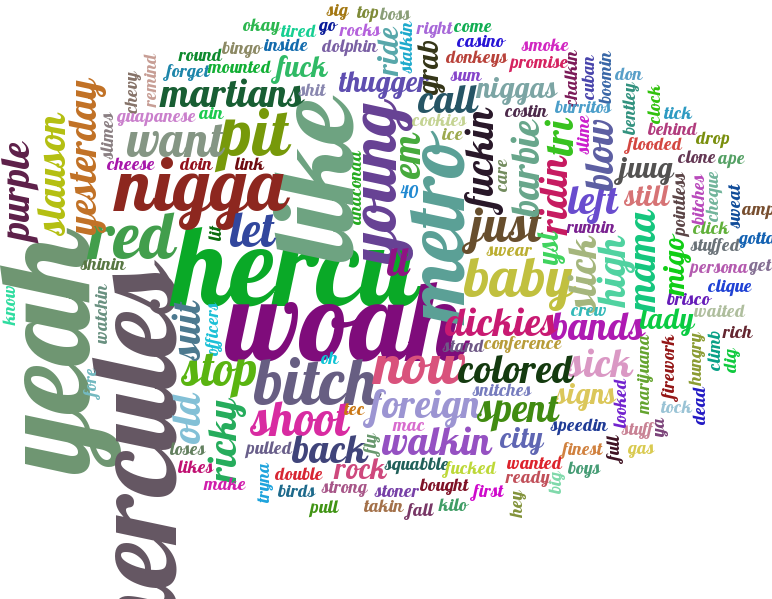 sig
top
boss
okay
tired
go
rocks
ride
stalkin
right
come
round
bingo
inside
dolphin
grab
casino
smoke
chevy
remind
forget
mounted
fuck
donkeys
promise
chalkin
cuban
boomin
don
martians
shit
thugger
sum
call
niggas
bentley
clock
guapanese
ain
cookies
costin
burritos
tick
yesterday
slauson
slimes
want
pit
like
young
em
ice
fuckin
barbie
tri
slime
blow
behind
flooded
drop
purple
cheese
doin
link
anaconda
metro
care
ridin
juug
clone
ape
nigga
40
left
still
pointless
bitches
cheque
sweat
amp
red
lit
let
just
runnin
click
gotta
shinin
lil
swear
ysl
stuck
high
mama
migo
stuffed
yeah
hercules
hercu
baby
persona
get
know
watchin
suit
officers
woah
crew
brisco
clique
dickies
bands
lady
waited
stand
conference
rich
fore
stop
oh
bitch
now
colored
sick
marijuana
firework
hungry
climb
dig
old
ricky
shoot
sec
foreign
snitches
spent
signs
looked
tock
dead
mac
speedin
stuff
ya
loses
pulled
back
fly
walkin
city
finest
full
gas
likes
double
rock
squabble
fucked
wanted
boys
make
tryna
birds
strong
stoner
bought
first
ready
big
pull
takin
fall
kilo
hey